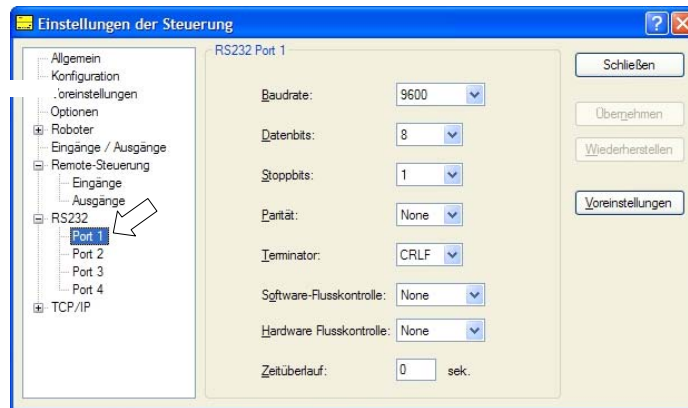 Einstellungen der Steuerung
Allgemein
Konfiguration
Voreinstellungen
Optionen
Roboter
Eingänge / Ausgänge
Remote-Steuerung
Eingänge
Ausgänge
RS232
Port 1
Port 2
Port 3
Port 4
TCP/IP
RS232 Port 1
Baudrate: 9600
Datenbits: 8
Stoppbits: 1
Parität: None
Terminator: CRLF
Software-Flusskontrolle: None
Hardware Flusskontrolle: None
Zeitüberlauf: 0 sek.
Schließen
Übernehmen
Wiederherstellen
Voreinstellungen